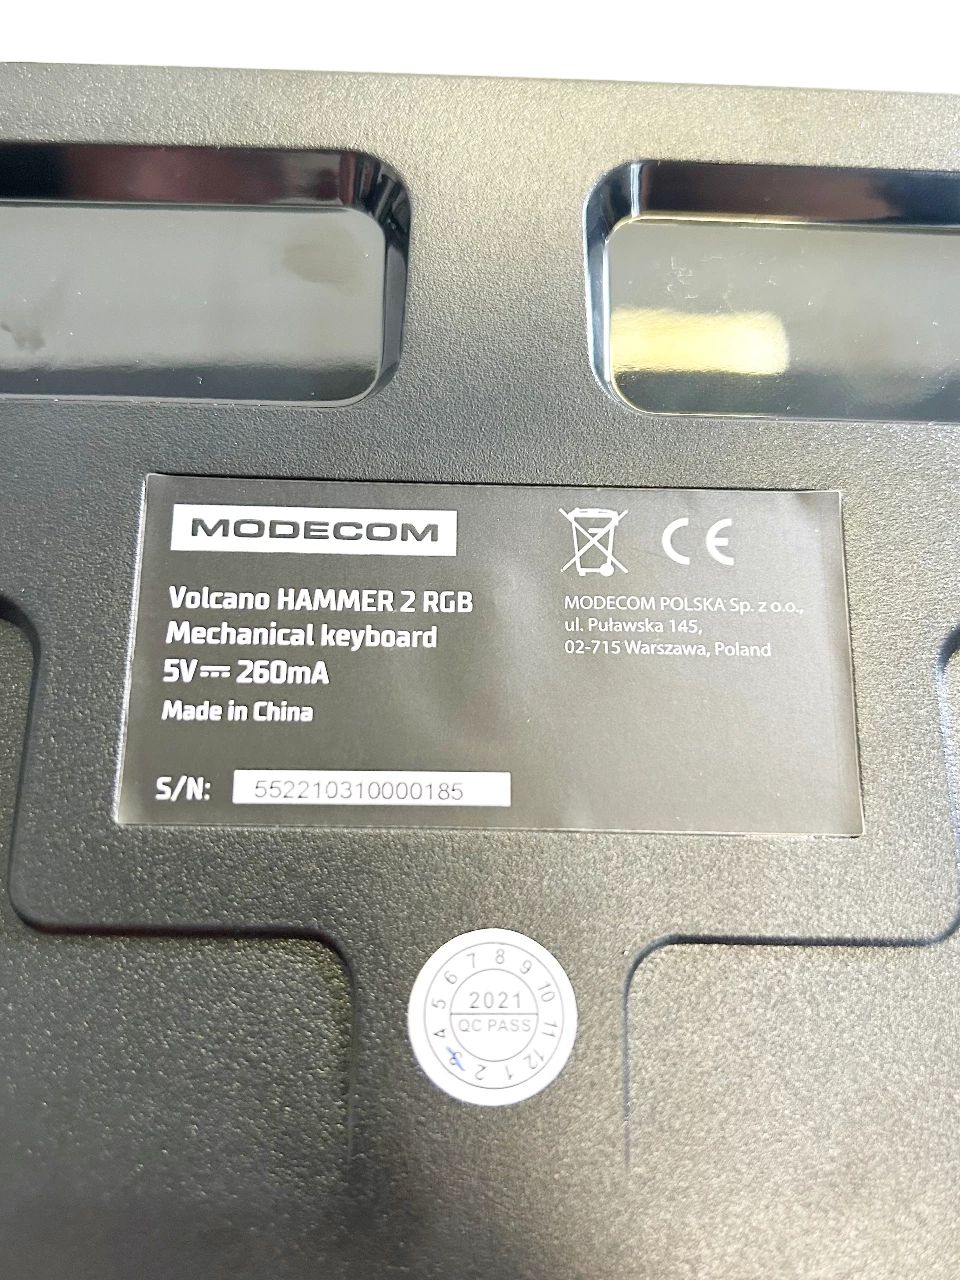 MODECOM
CE
Volcano HAMMER 2 RGB
Mechanical keyboard
5V⎓260mA
Made in China
MODECOM POLSKA Sp. z o.o.,
ul. Puławska 145,
02-715 Warszawa, Poland
S/N: 552210310000185
1 2 3 4 5 6 7 8 9 10 11 12
2021
QC PASS